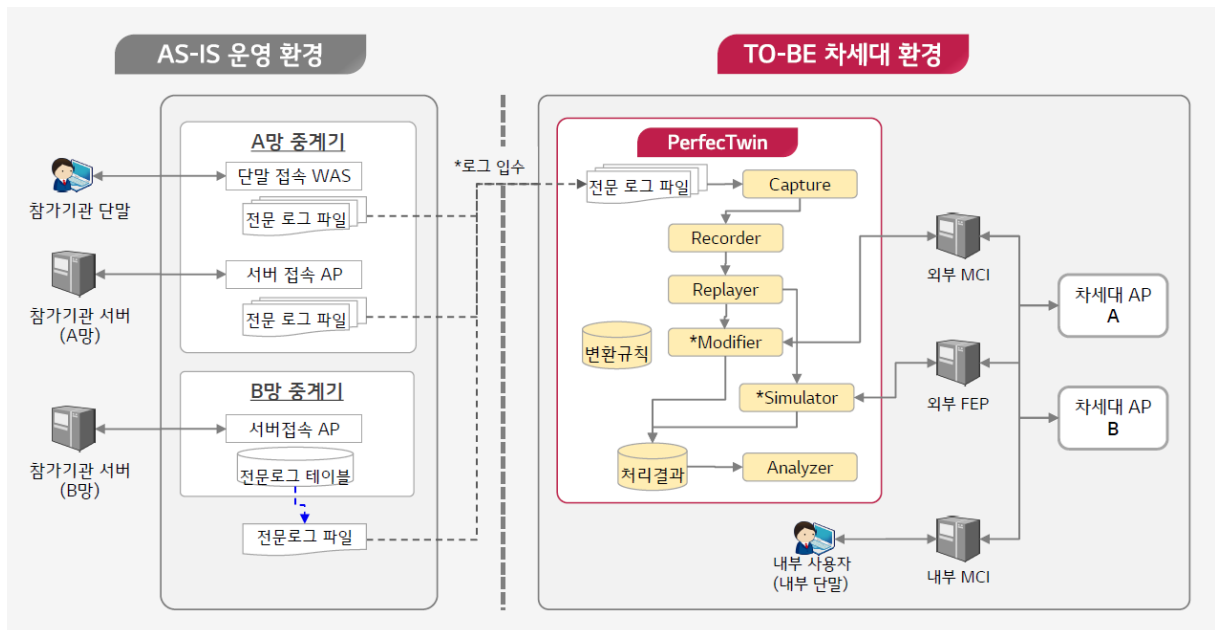 AS-IS 운영 환경
TO-BE 차세대 환경
A망 중계기
단말 접속 WAS
전문 로그 파일
서버 접속 AP
전문 로그 파일
참가기관 단말
참가기관 서버
(A망)
B망 중계기
서버접속 AP
전문로그 테이블
전문로그 파일
참가기관 서버
(B망)
*로그 입수
PerfecTwin
전문 로그 파일
Capture
Recorder
Replayer
*Modifier
변환규칙
*Simulator
처리결과
Analyzer
외부 MCI
외부 FEP
차세대 AP
A
차세대 AP
B
내부 사용자
(내부 단말)
내부 MCI